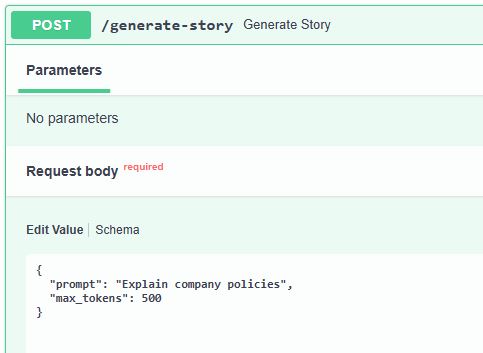 POST /generate-story Generate Story
Parameters
No parameters
Request body required
Edit Value Schema
{
  "prompt": "Explain company policies",
  "max_tokens": 500
}